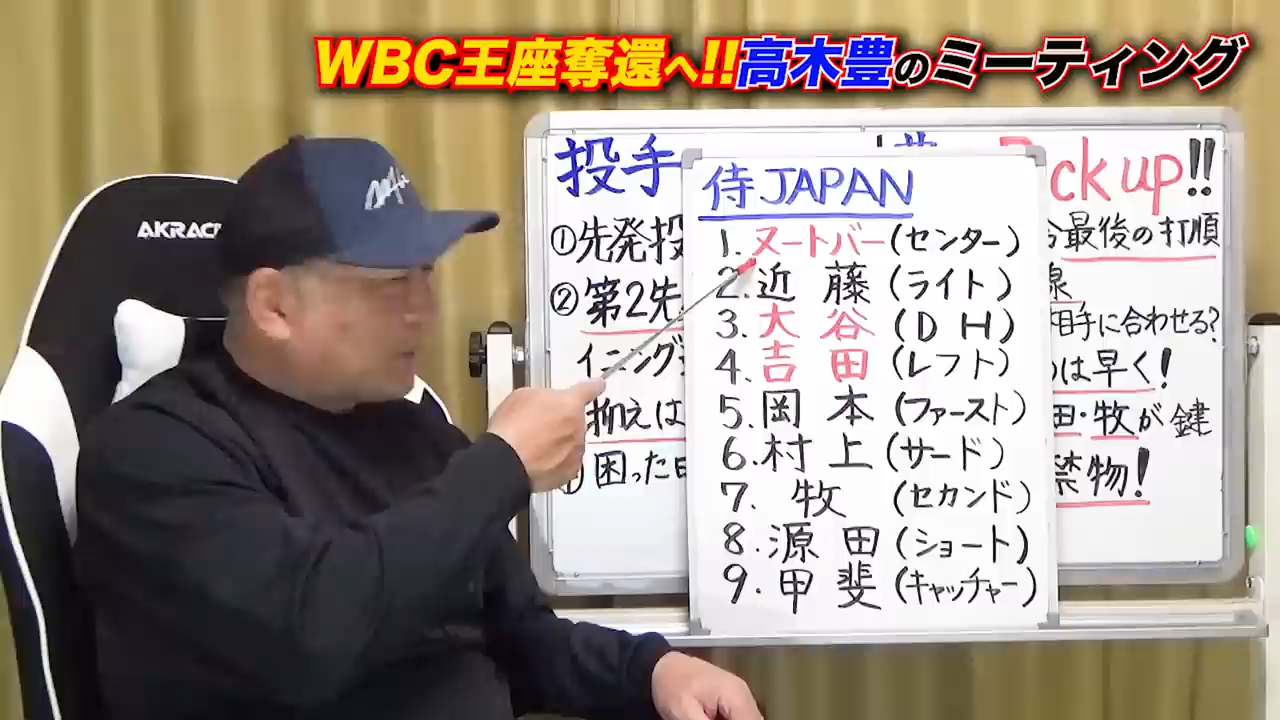 WBC王座奪還へ!!高木豊のミーティング
AKRACE
投手
ck up!!
①先発投
②第2先
イニング
抑えは
困った
侍JAPAN
1.ヌートバー(センター)
2.近藤(ライト)
3.大谷(DH)
4.吉田(レフト)
5.岡本(ファースト)
6.村上(サード)
7.牧(セカンド)
8.源田(ショート)
9.甲斐(キャッチャー)
最後の打順
線
相手に合わせる?
は早く!
田・牧が鍵
禁物!